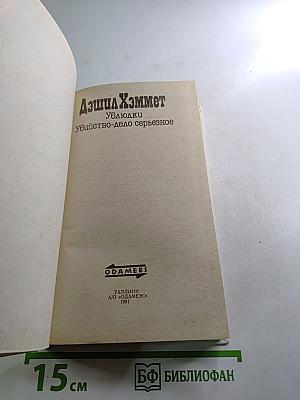 Дэшил Хэммет
Ублюдки
Убийство-дело серьезное
ODAMEES
ТАЛЛИНН
А/О «ОДАМЕЭС»
1991
15 см
БФ БИБЛИОФАН